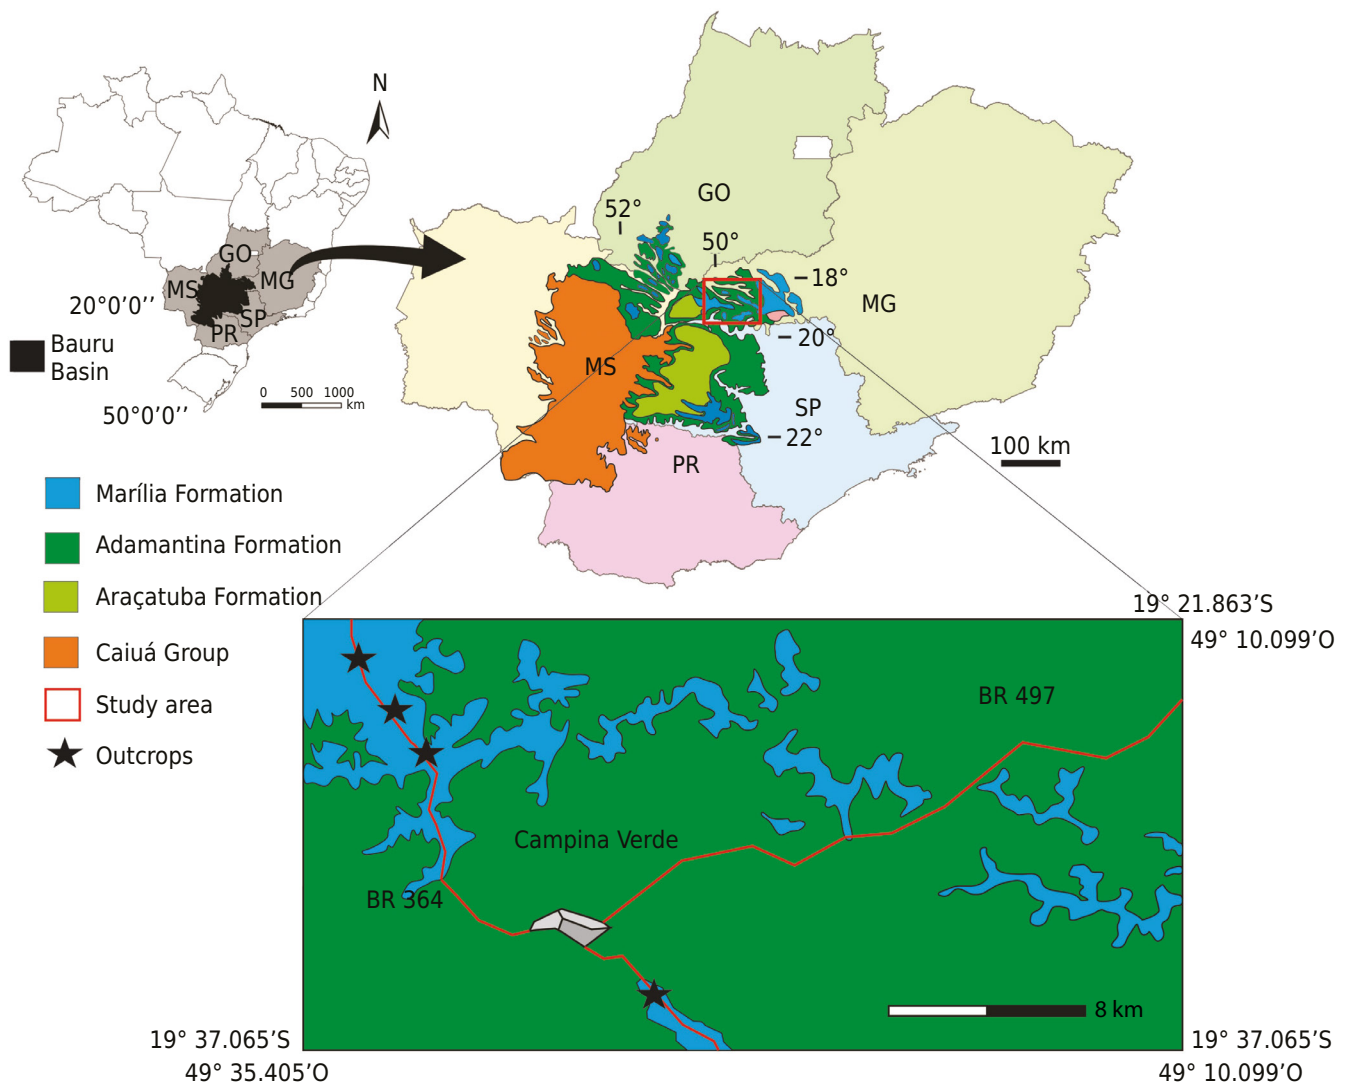 N
GO
MS
MG
SP
PR
20°0'0''
50°0'0''
Bauru
Basin
0 500 1000
km
GO
52°
50°
18°
MG
20°
MS
SP
22°
PR
100 km
Marília Formation
Adamantina Formation
Araçatuba Formation
Caiuá Group
Study area
Outcrops
19° 21.863’S
49° 10.099’O
BR 497
Campina Verde
BR 364
8 km
19° 37.065’S
49° 35.405’O
19° 37.065’S
49° 10.099’O